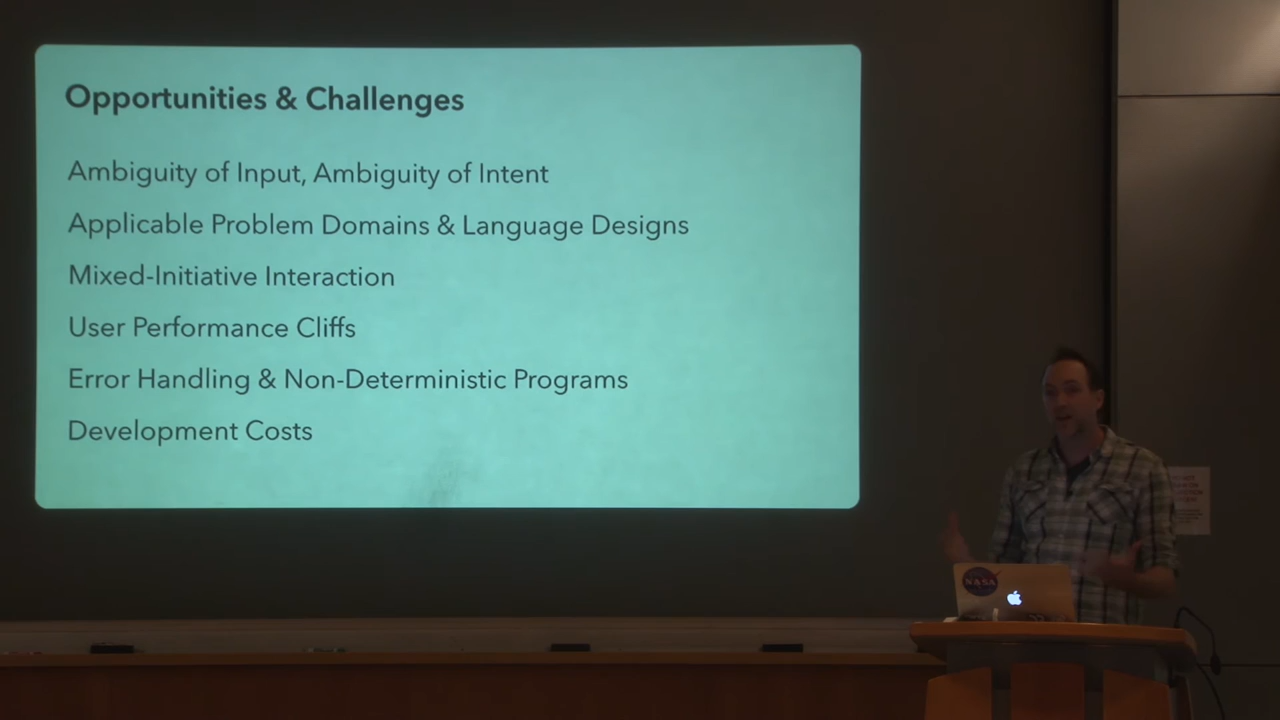 Opportunities & Challenges
Ambiguity of Input, Ambiguity of Intent
Applicable Problem Domains & Language Designs
Mixed-Initiative Interaction
User Performance Cliffs
Error Handling & Non-Deterministic Programs
Development Costs
NASA